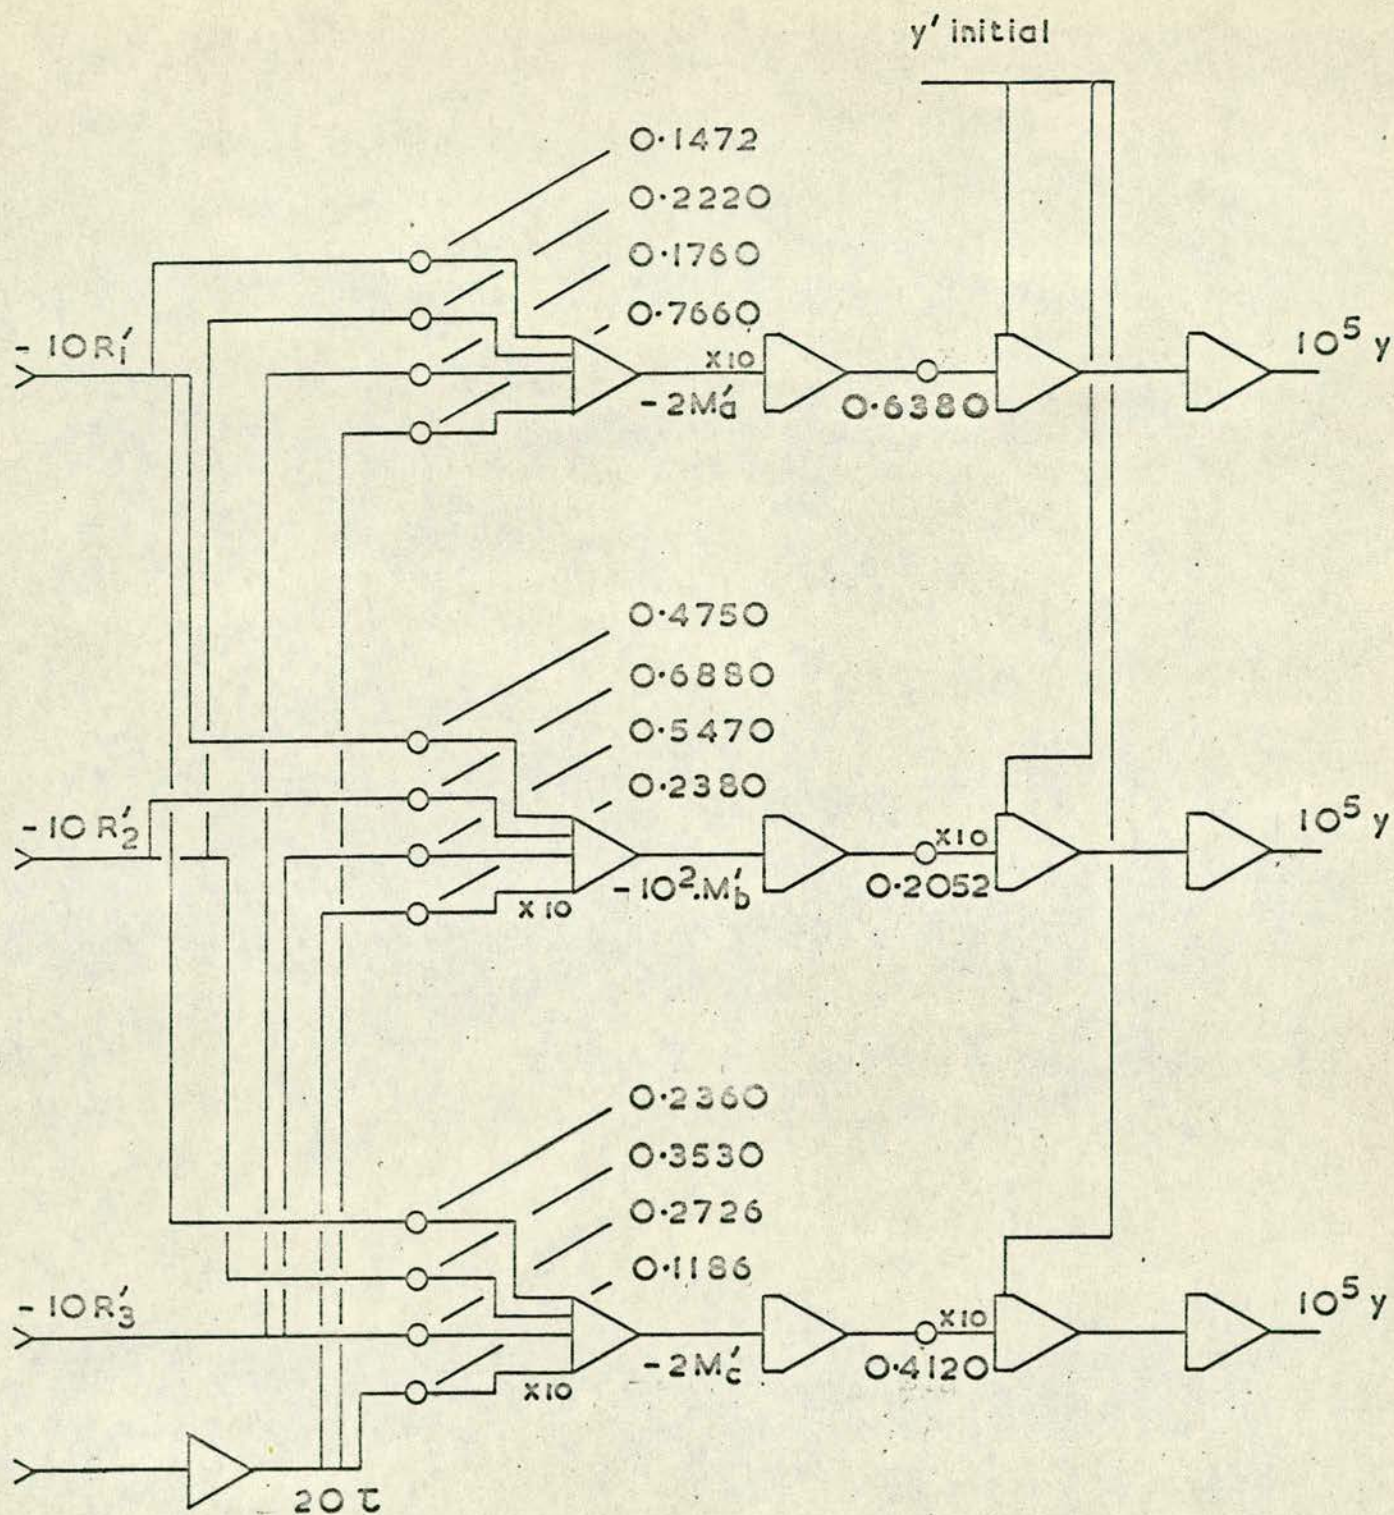 y' initial
0·1472
0·2220
0·1760
0·7660
- 10R₁'
x10
- 2Mₐ'
0·6380
10⁵ y
0·4750
0·6880
0·5470
0·2380
-10 R₂'
x10
-10².M_b'
x10
0·2052
10⁵ y
0·2360
0·3530
0·2726
0·1186
- 10R₃'
x10
- 2M_c'
x10
0·4120
10⁵ y
20 τ